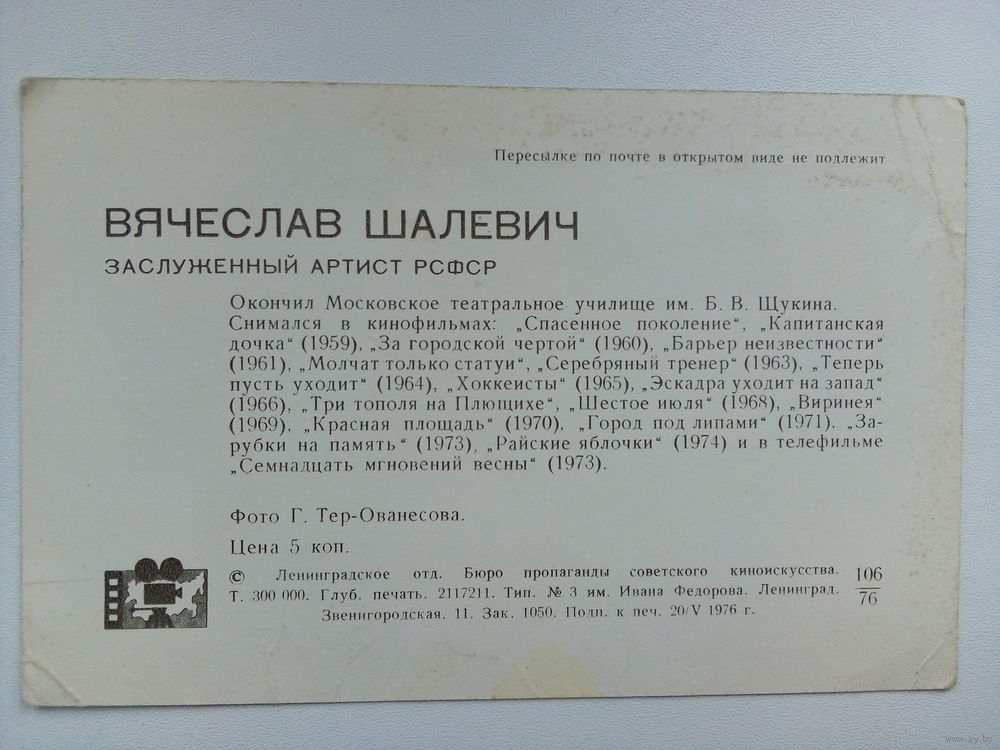 Пересылке по почте в открытом виде не подлежит
ВЯЧЕСЛАВ ШАЛЕВИЧ
ЗАСЛУЖЕННЫЙ АРТИСТ РСФСР
Окончил Московское театральное училище им. Б. В. Щукина.
Снимался в кинофильмах: „Спасенное поколение“, „Капитанская
дочка“ (1959), „За городской чертой“ (1960), „Барьер неизвестности“
(1961), „Молчат только статуи“, „Серебряный тренер“ (1963), „Теперь
пусть уходит“ (1964), „Хоккеисты“ (1965), „Эскадра уходит на запад“
(1966), „Три тополя на Плющихе“, „Шестое июля“ (1968), „Виринея“
(1969), „Красная площадь“ (1970), „Город под липами“ (1971), „За-
рубки на память“ (1973), „Райские яблочки“ (1974) и в телефильме
„Семнадцать мгновений весны“ (1973).
Фото Г. Тер-Ованесова.
Цена 5 коп.
© Ленинградское отд. Бюро пропаганды советского киноискусства.
Т. 300 000. Глуб. печать. 2117211. Тип. № 3 им. Ивана Федорова. Ленинград.
Звенигородская, 11. Зак. 1050. Подп. к печ. 20/V 1976 г.
106
76
www.ay.by